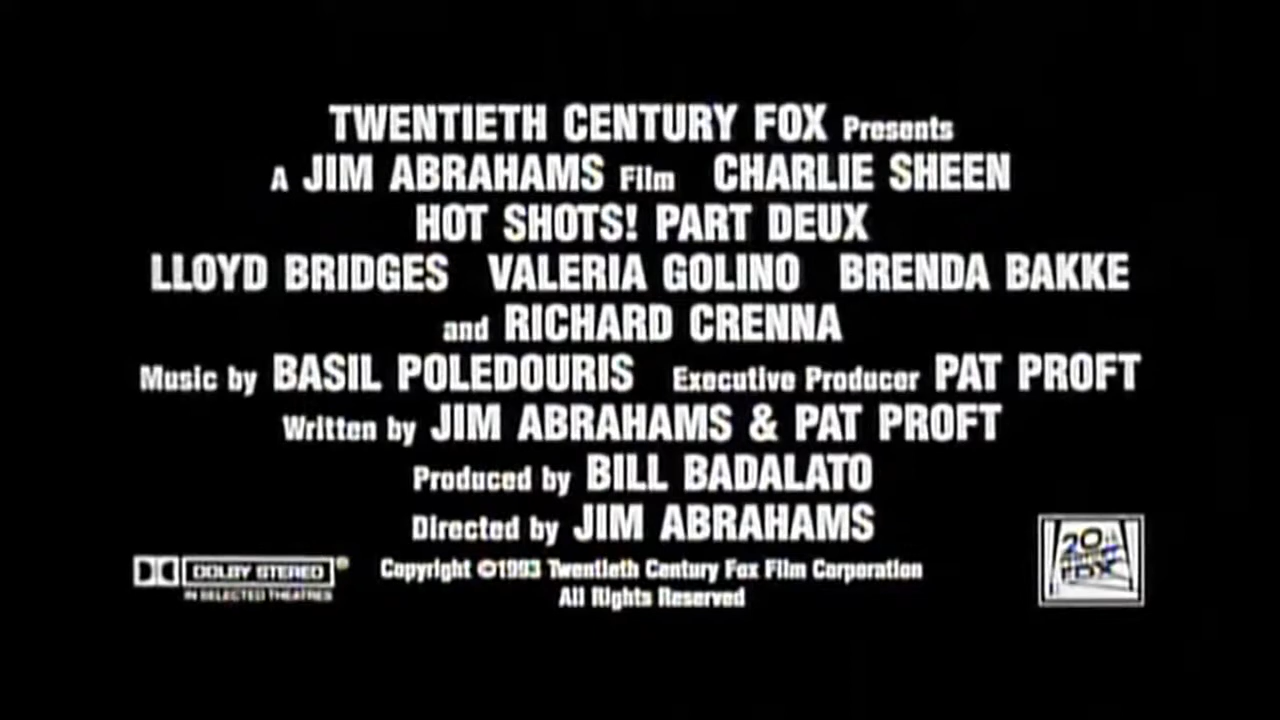 TWENTIETH CENTURY FOX Presents
A JIM ABRAHAMS Film CHARLIE SHEEN
HOT SHOTS! PART DEUX
LLOYD BRIDGES VALERIA GOLINO BRENDA BAKKE
and RICHARD CRENNA
Music by BASIL POLEDOURIS Executive Producer PAT PROFT
Written by JIM ABRAHAMS & PAT PROFT
Produced by BILL BADALATO
Directed by JIM ABRAHAMS
DOLBY STEREO ®
IN SELECTED THEATRES
Copyright ©1993 Twentieth Century Fox Film Corporation
All Rights Reserved
20th
FOX